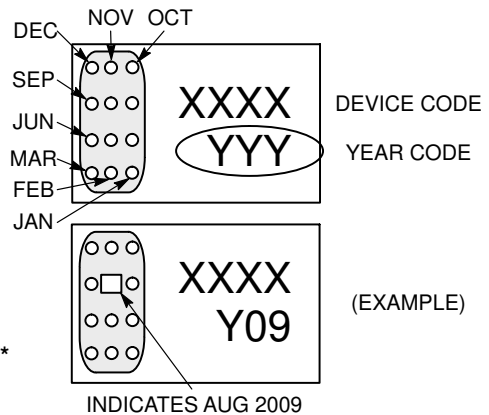 DEC NOV OCT
SEP
JUN
MAR
FEB
JAN
XXXX DEVICE CODE
YYY YEAR CODE
XXXX
Y09
(EXAMPLE)
*
INDICATES AUG 2009